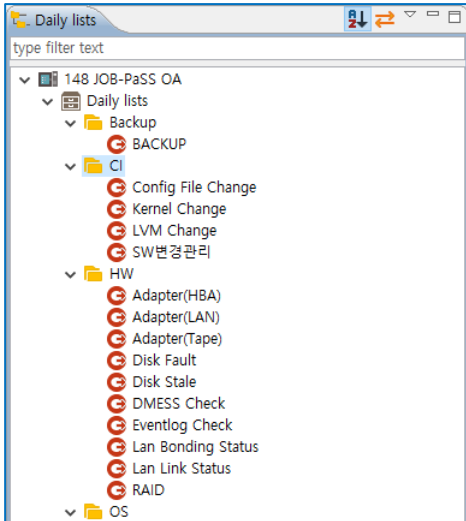 Daily lists
type filter text
148 JOB-PaSS OA
Daily lists
Backup
BACKUP
CI
Config File Change
Kernel Change
LVM Change
SW변경관리
HW
Adapter(HBA)
Adapter(LAN)
Adapter(Tape)
Disk Fault
Disk Stale
DMESS Check
Eventlog Check
Lan Bonding Status
Lan Link Status
RAID
OS